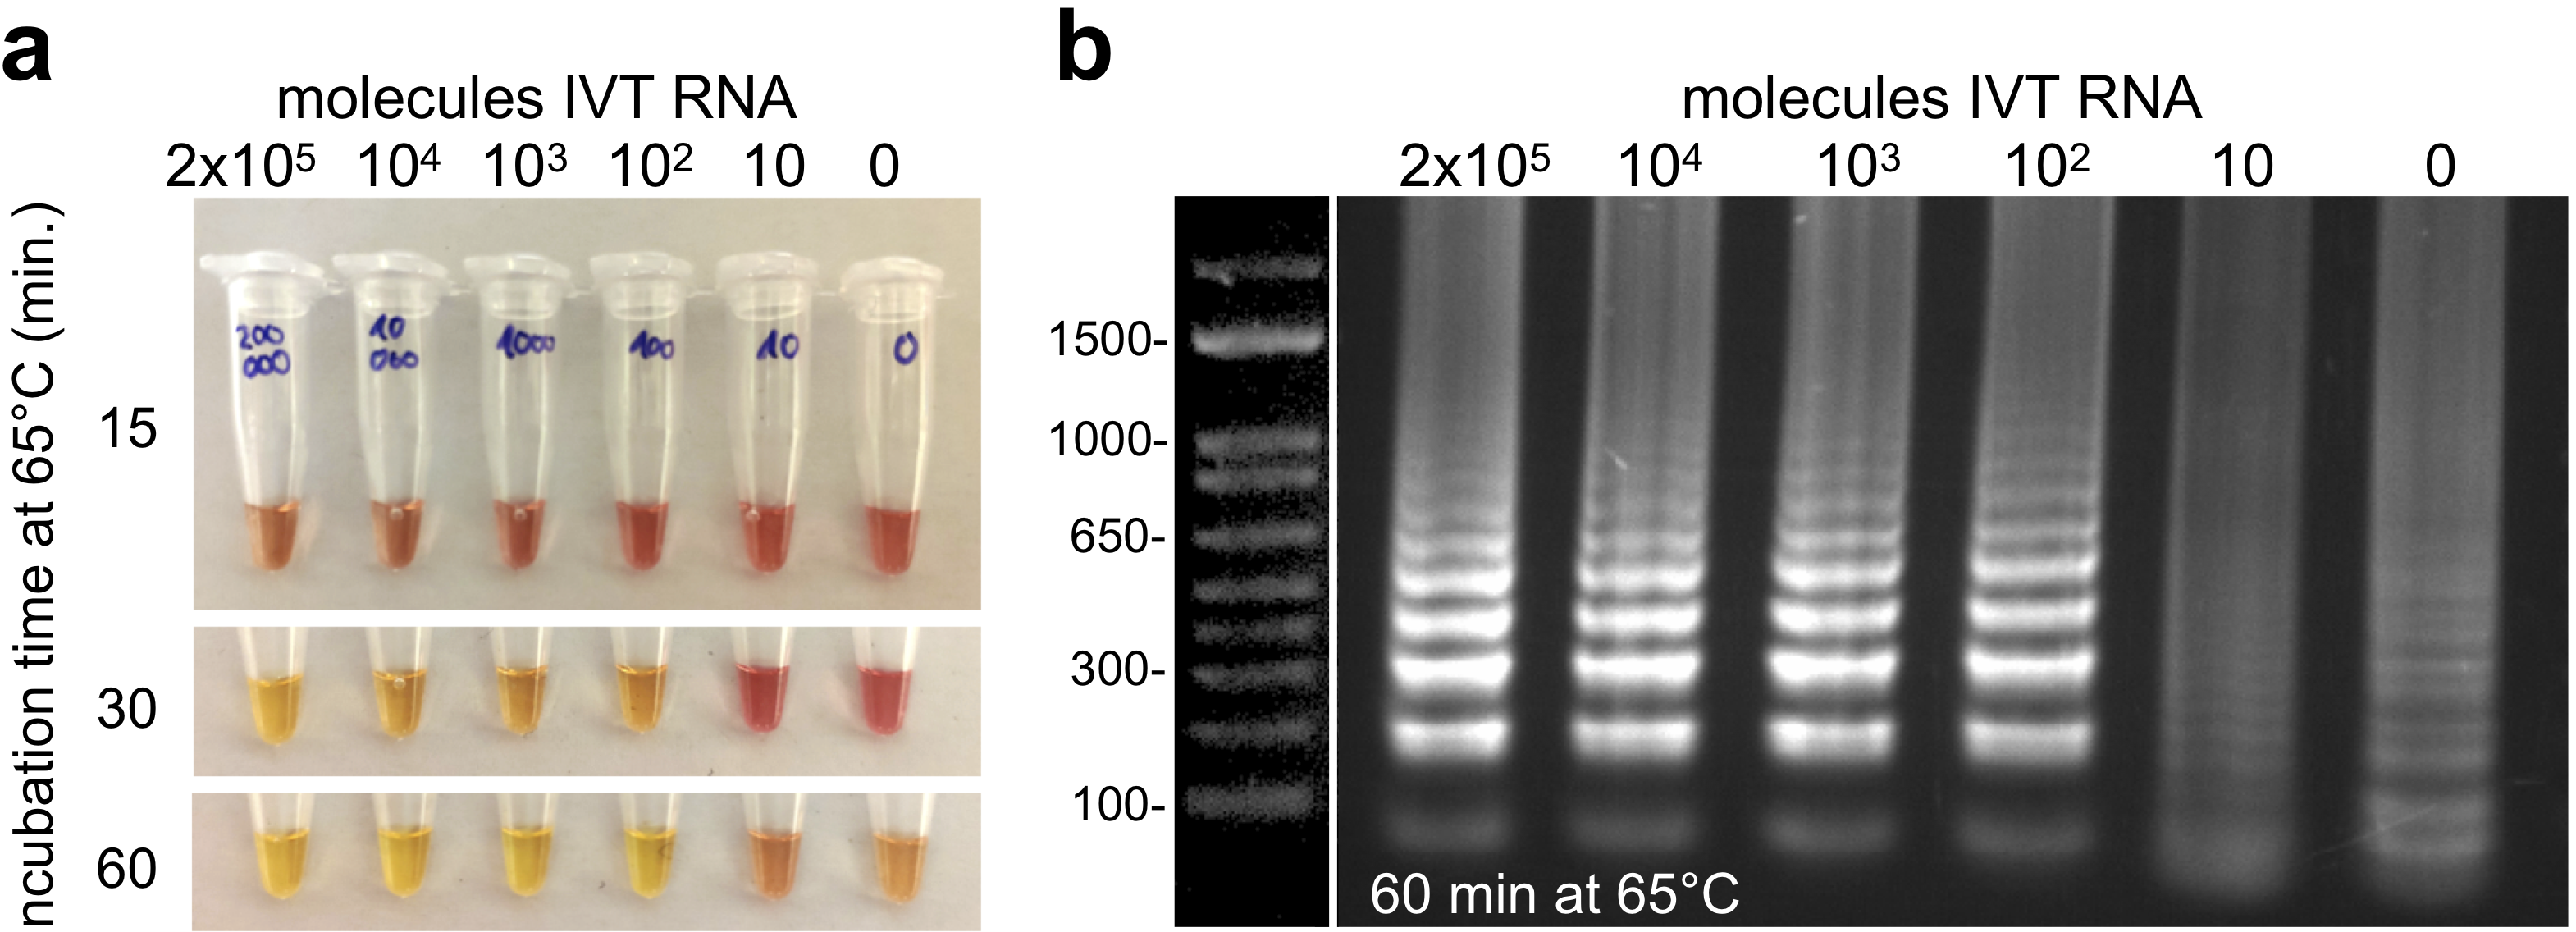 a
molecules IVT RNA
2x10⁵ 10⁴ 10³ 10² 10 0
ncubation time at 65°C (min.)
200 000
10 000
1000
100
10
0
15
30
60
b
molecules IVT RNA
2x10⁵ 10⁴ 10³ 10² 10 0
1500-
1000-
650-
300-
100-
60 min at 65°C